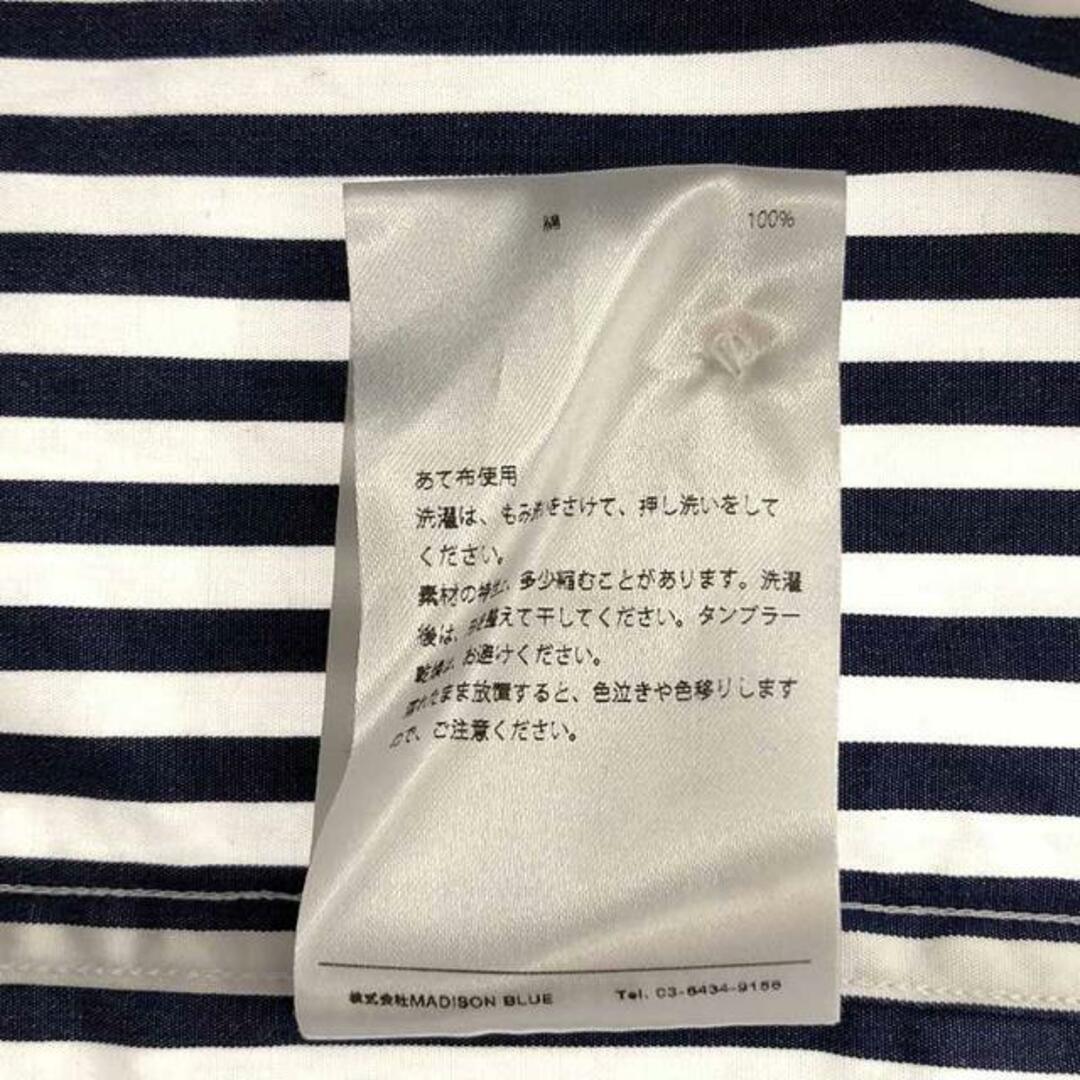 綿 100%
あて布使用
洗濯は、もみ洗いをさけて、押し洗いをして
ください。
素材の特性上、多少縮むことがあります。洗濯
後は、形を整えて干してください。タンブラー
乾燥は、お避けください。
濡れたまま放置すると、色泣きや色移りします
ので、ご注意ください。
株式会社MADISON BLUE Tel. 03-6434-9156